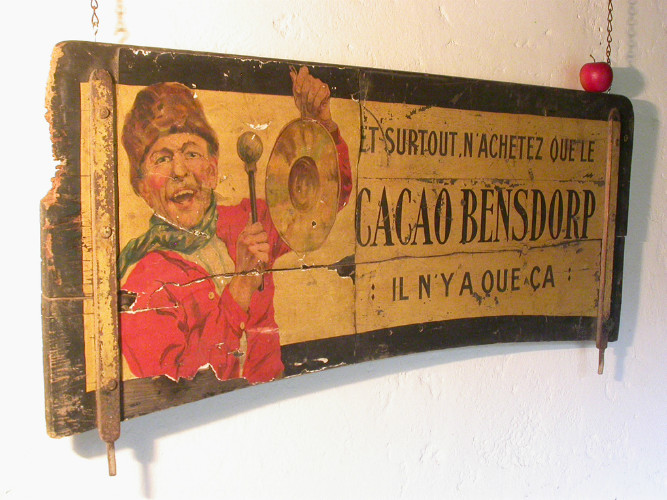 ET SURTOUT, N'ACHETEZ QUE LE
CACAO BENSDORP
: IL N'Y A QUE ÇA :